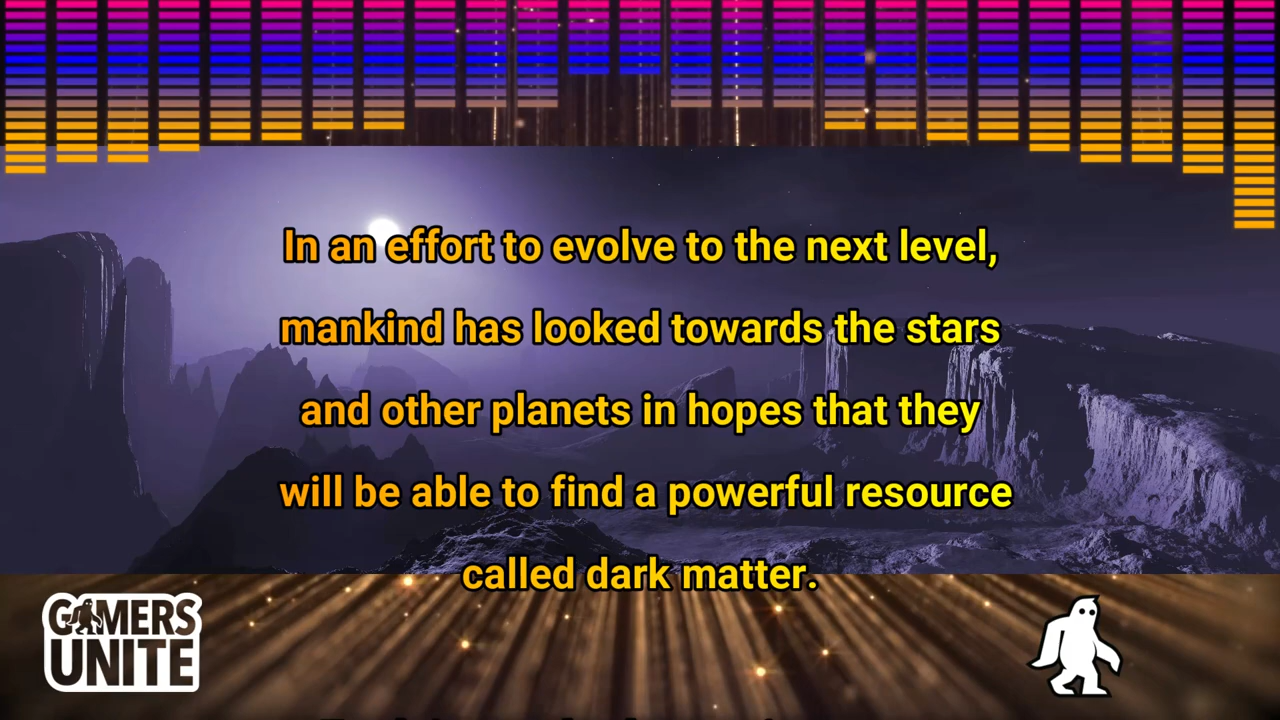 In an effort to evolve to the next level,
mankind has looked towards the stars
and other planets in hopes that they
will be able to find a powerful resource
called dark matter.
GAMERS
UNITE